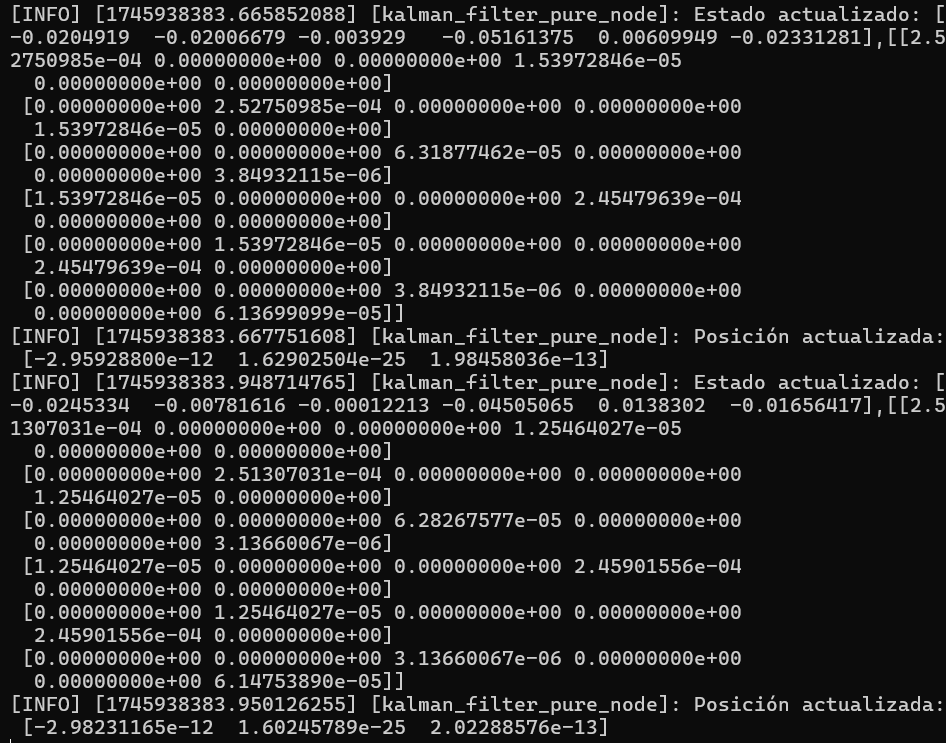 [INFO] [1745938383.665852088] [kalman_filter_pure_node]: Estado actualizado: [
-0.0204919  -0.02006679 -0.003929   -0.05161375  0.00609949 -0.02331281],[[2.5
2750985e-04 0.00000000e+00 0.00000000e+00 1.53972846e-05
  0.00000000e+00 0.00000000e+00]
 [0.00000000e+00 2.52750985e-04 0.00000000e+00 0.00000000e+00
  1.53972846e-05 0.00000000e+00]
 [0.00000000e+00 0.00000000e+00 6.31877462e-05 0.00000000e+00
  0.00000000e+00 3.84932115e-06]
 [1.53972846e-05 0.00000000e+00 0.00000000e+00 2.45479639e-04
  0.00000000e+00 0.00000000e+00]
 [0.00000000e+00 1.53972846e-05 0.00000000e+00 0.00000000e+00
  2.45479639e-04 0.00000000e+00]
 [0.00000000e+00 0.00000000e+00 3.84932115e-06 0.00000000e+00
  0.00000000e+00 6.13699099e-05]]
[INFO] [1745938383.667751608] [kalman_filter_pure_node]: Posición actualizada:
 [-2.95928800e-12  1.62902504e-25  1.98458036e-13]
[INFO] [1745938383.948714765] [kalman_filter_pure_node]: Estado actualizado: [
-0.0245334  -0.00781616 -0.00012213 -0.04505065  0.0138302  -0.01656417],[[2.5
1307031e-04 0.00000000e+00 0.00000000e+00 1.25464027e-05
  0.00000000e+00 0.00000000e+00]
 [0.00000000e+00 2.51307031e-04 0.00000000e+00 0.00000000e+00
  1.25464027e-05 0.00000000e+00]
 [0.00000000e+00 0.00000000e+00 6.28267577e-05 0.00000000e+00
  0.00000000e+00 3.13660067e-06]
 [1.25464027e-05 0.00000000e+00 0.00000000e+00 2.45901556e-04
  0.00000000e+00 0.00000000e+00]
 [0.00000000e+00 1.25464027e-05 0.00000000e+00 0.00000000e+00
  2.45901556e-04 0.00000000e+00]
 [0.00000000e+00 0.00000000e+00 3.13660067e-06 0.00000000e+00
  0.00000000e+00 6.14753890e-05]]
[INFO] [1745938383.950126255] [kalman_filter_pure_node]: Posición actualizada:
 [-2.98231165e-12  1.60245789e-25  2.02288576e-13]